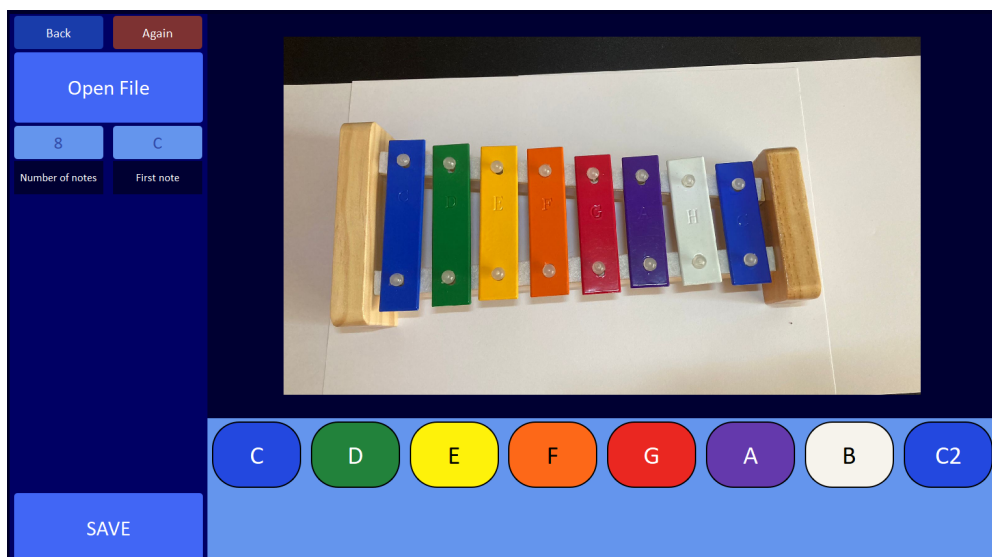 Back
Again
Open File
8
C
Number of notes
First note
E
F
G
H
C
D
E
F
G
A
B
C2
SAVE